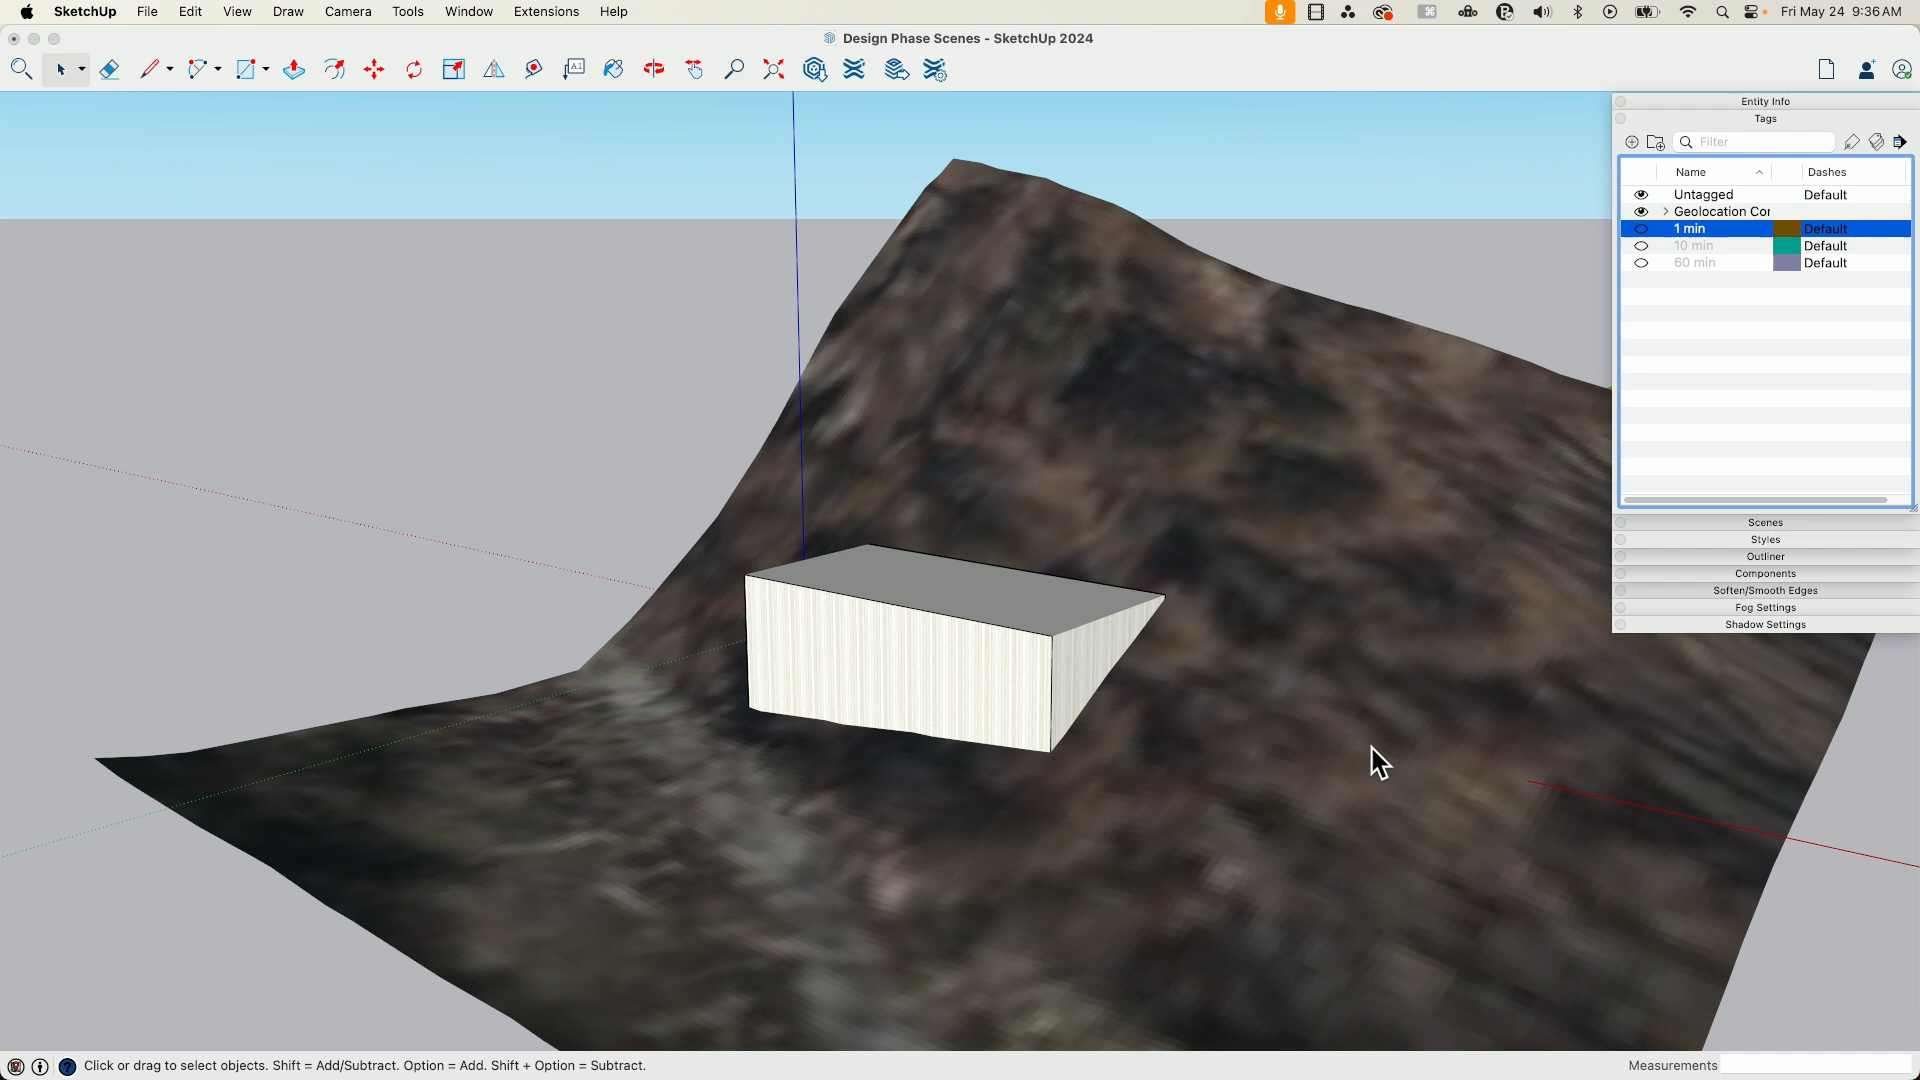 SketchUp File Edit View Draw Camera Tools Window Extensions Help Fri May 24 9:36 AM
Design Phase Scenes - SketchUp 2024
A1
Entity Info
Tags
Filter
Name Dashes
Untagged Default
Geolocation Cor
1 min Default
10 min Default
60 min Default
Scenes
Styles
Outliner
Components
Soften/Smooth Edges
Fog Settings
Shadow Settings
Click or drag to select objects. Shift = Add/Subtract. Option = Add. Shift + Option = Subtract. Measurements